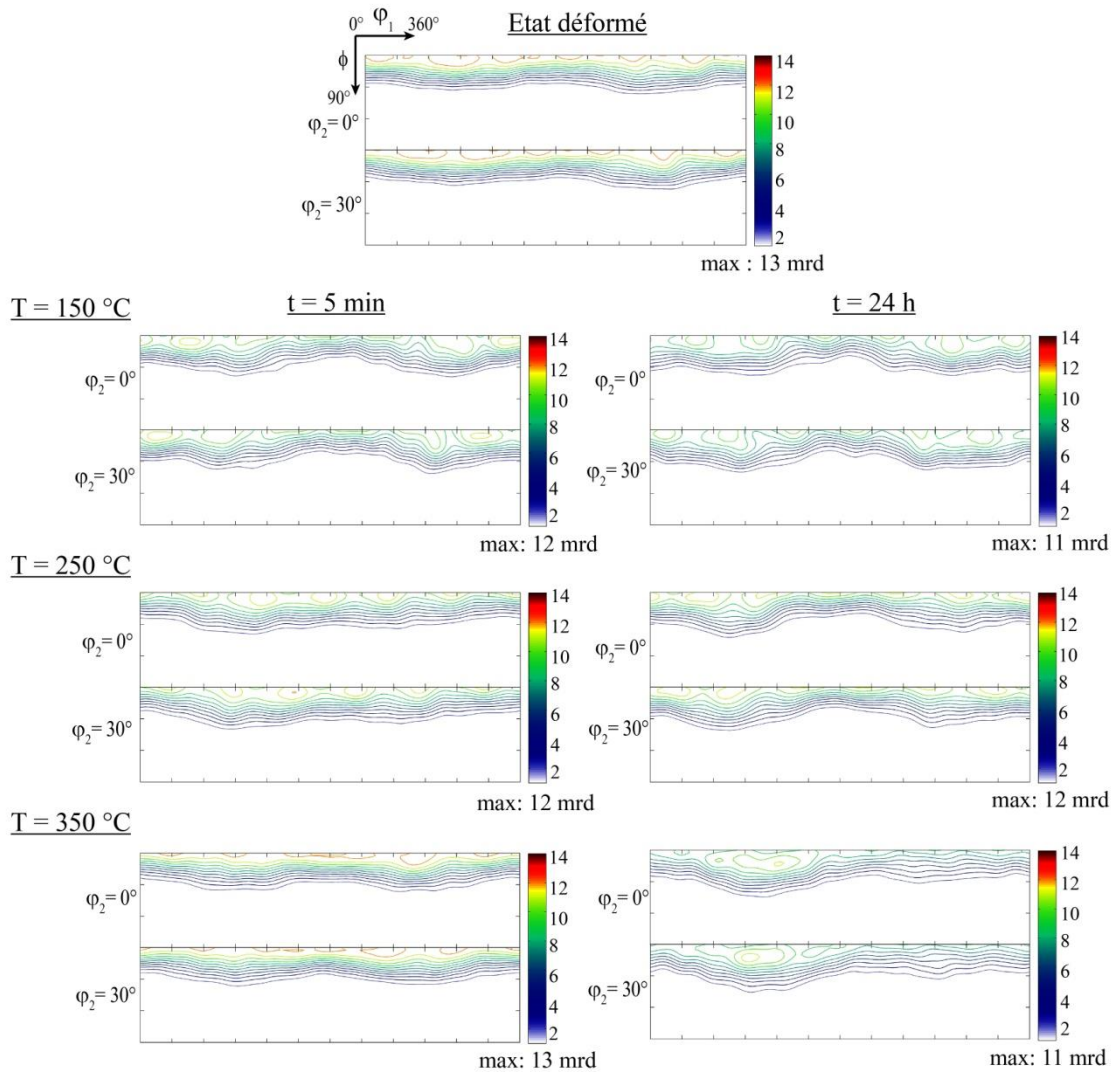 0° φ1 360°
Etat déformé
ϕ
90°
φ2= 0°
φ2= 30°
14
12
10
8
6
4
2
max : 13 mrd
T = 150 °C
t = 5 min
t = 24 h
φ2= 0°
φ2= 30°
14
12
10
8
6
4
2
max: 12 mrd
φ2= 0°
φ2= 30°
14
12
10
8
6
4
2
max: 11 mrd
T = 250 °C
φ2= 0°
φ2= 30°
14
12
10
8
6
4
2
max: 12 mrd
φ2= 0°
φ2= 30°
14
12
10
8
6
4
2
max: 12 mrd
T = 350 °C
φ2= 0°
φ2= 30°
14
12
10
8
6
4
2
max: 13 mrd
φ2= 0°
φ2= 30°
14
12
10
8
6
4
2
max: 11 mrd